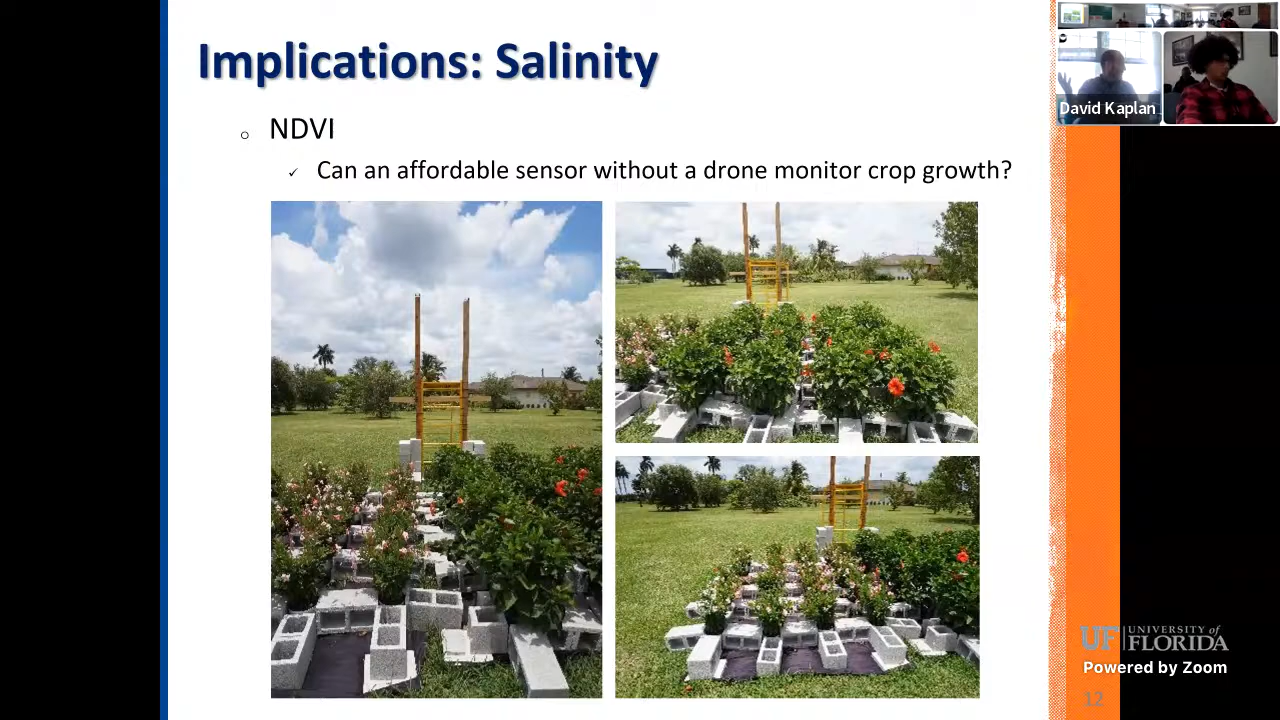 Implications: Salinity
NDVI
Can an affordable sensor without a drone monitor crop growth?
David Kaplan
UF UNIVERSITY of
FLORIDA
Powered by Zoom
12